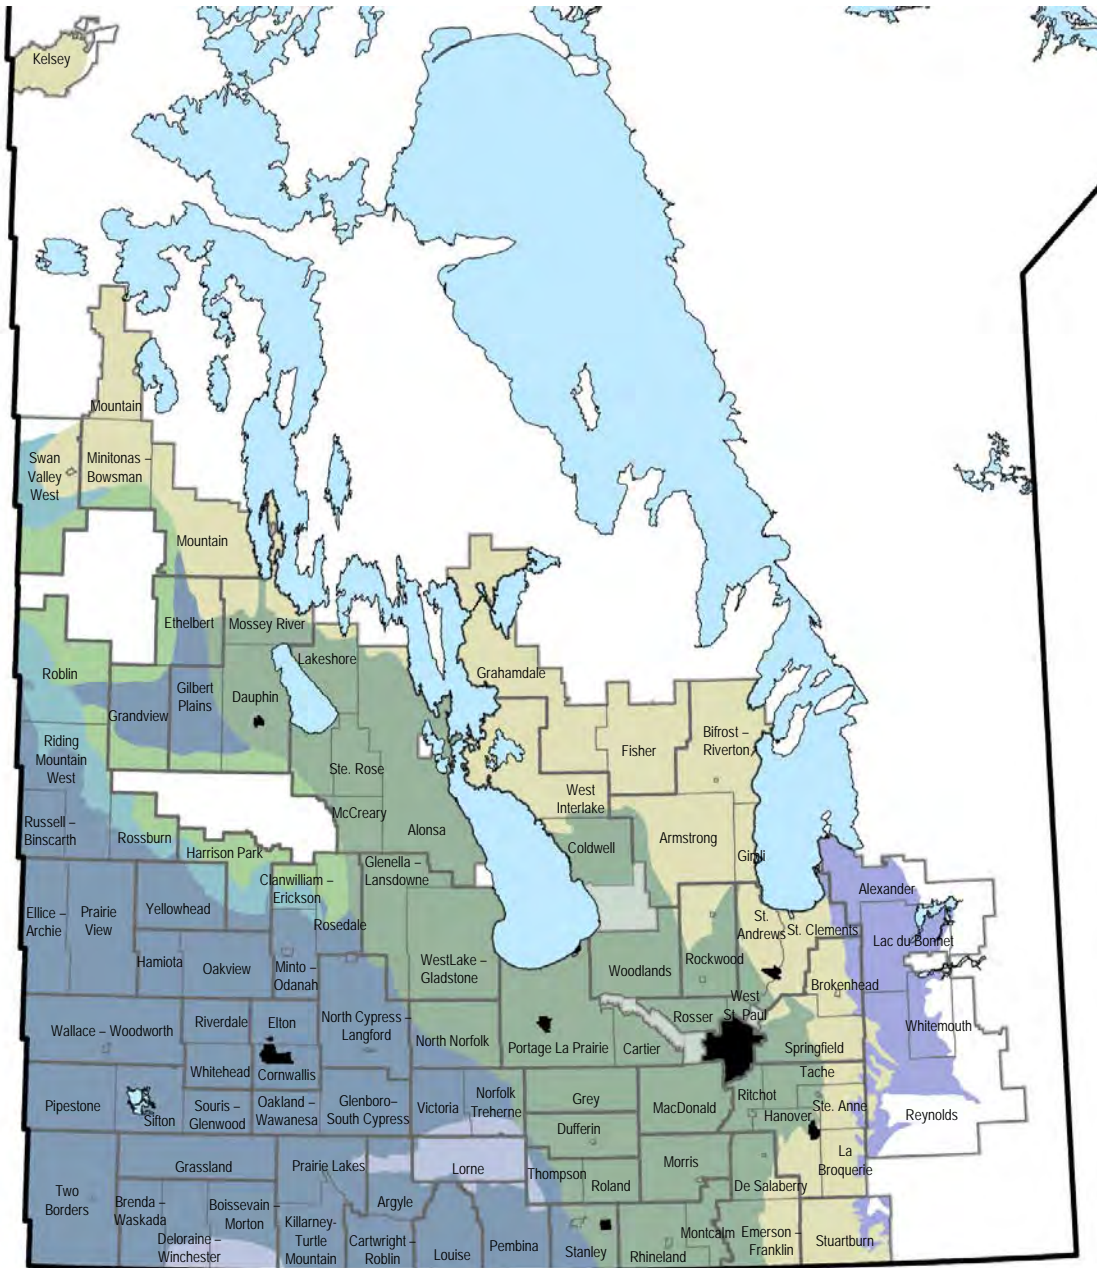 Kelsey
Mountain
Swan
Valley
West
Minitonas –
Bowsman
Mountain
Ethelbert
Mossey River
Lakeshore
Roblin
Grandview
Gilbert
Plains
Dauphin
Grahamdale
Fisher
Bifrost –
Riverton
Riding
Mountain
West
Ste. Rose
West
Interlake
Russell –
Binscarth
Rossburn
McCreary
Alonsa
Armstrong
Gimli
Coldwell
Harrison Park
Glenella –
Lansdowne
Clanwilliam –
Erickson
Alexander
Ellice –
Archie
Prairie
View
Yellowhead
Rosedale
St.
Andrews
St. Clements
Lac du Bonnet
Hamiota
Oakview
Minto –
Odanah
WestLake –
Gladstone
Woodlands
Rockwood
Brokenhead
West
St. Paul
Wallace – Woodworth
Riverdale
Elton
North Cypress –
Langford
North Norfolk
Portage La Prairie
Cartier
Rosser
Springfield
Whitemouth
Whitehead
Cornwallis
Tache
Pipestone
Sifton
Souris –
Glenwood
Oakland –
Wawanesa
Glenboro–
South Cypress
Victoria
Norfolk
Treherne
Grey
MacDonald
Ritchot
Hanover
Ste. Anne
Reynolds
Dufferin
Grassland
Prairie Lakes
Lorne
Thompson
Roland
Morris
De Salaberry
La
Broquerie
Two
Borders
Brenda –
Waskada
Boissevain –
Morton
Deloraine –
Winchester
Killarney-
Turtle
Mountain
Argyle
Cartwright –
Roblin
Louise
Pembina
Stanley
Rhineland
Montcalm
Emerson –
Franklin
Stuartburn